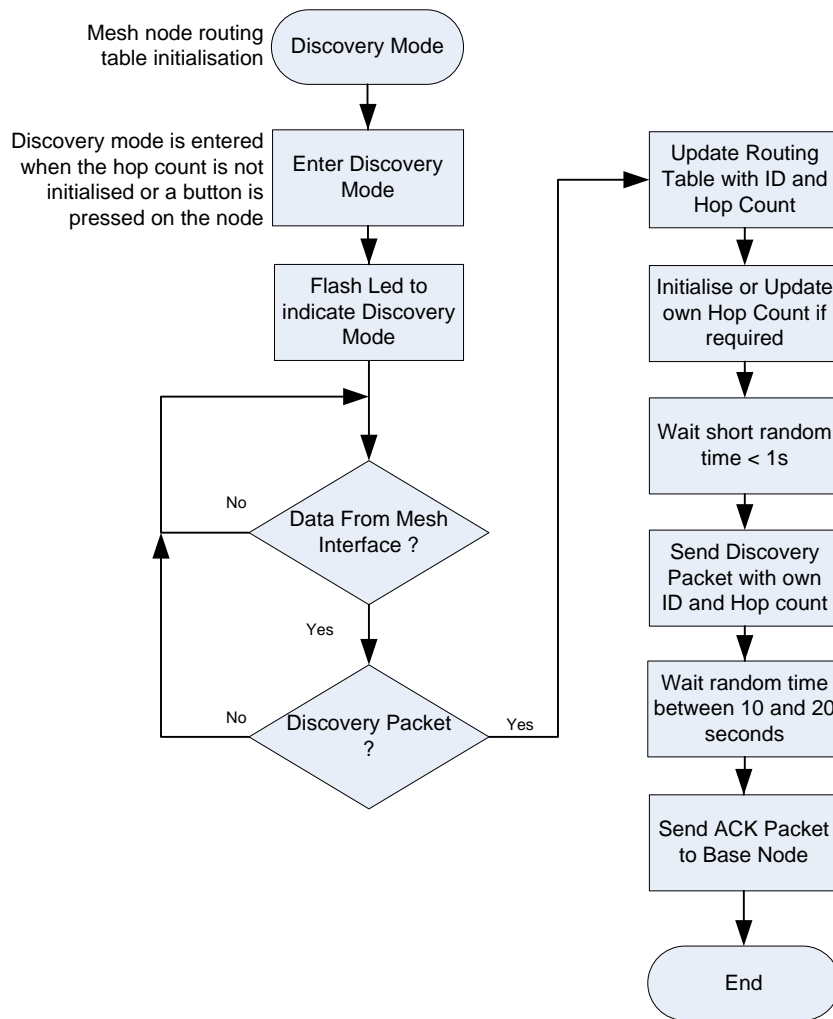 Mesh node routing
table initialisation
Discovery Mode
Discovery mode is entered
when the hop count is not
initialised or a button is
pressed on the node
Enter Discovery
Mode
Flash Led to
indicate Discovery
Mode
No
Data From Mesh
Interface ?
Yes
No
Discovery Packet
?
Yes
Update Routing
Table with ID and
Hop Count
Initialise or Update
own Hop Count if
required
Wait short random
time < 1s
Send Discovery
Packet with own
ID and Hop count
Wait random time
between 10 and 20
seconds
Send ACK Packet
to Base Node
End